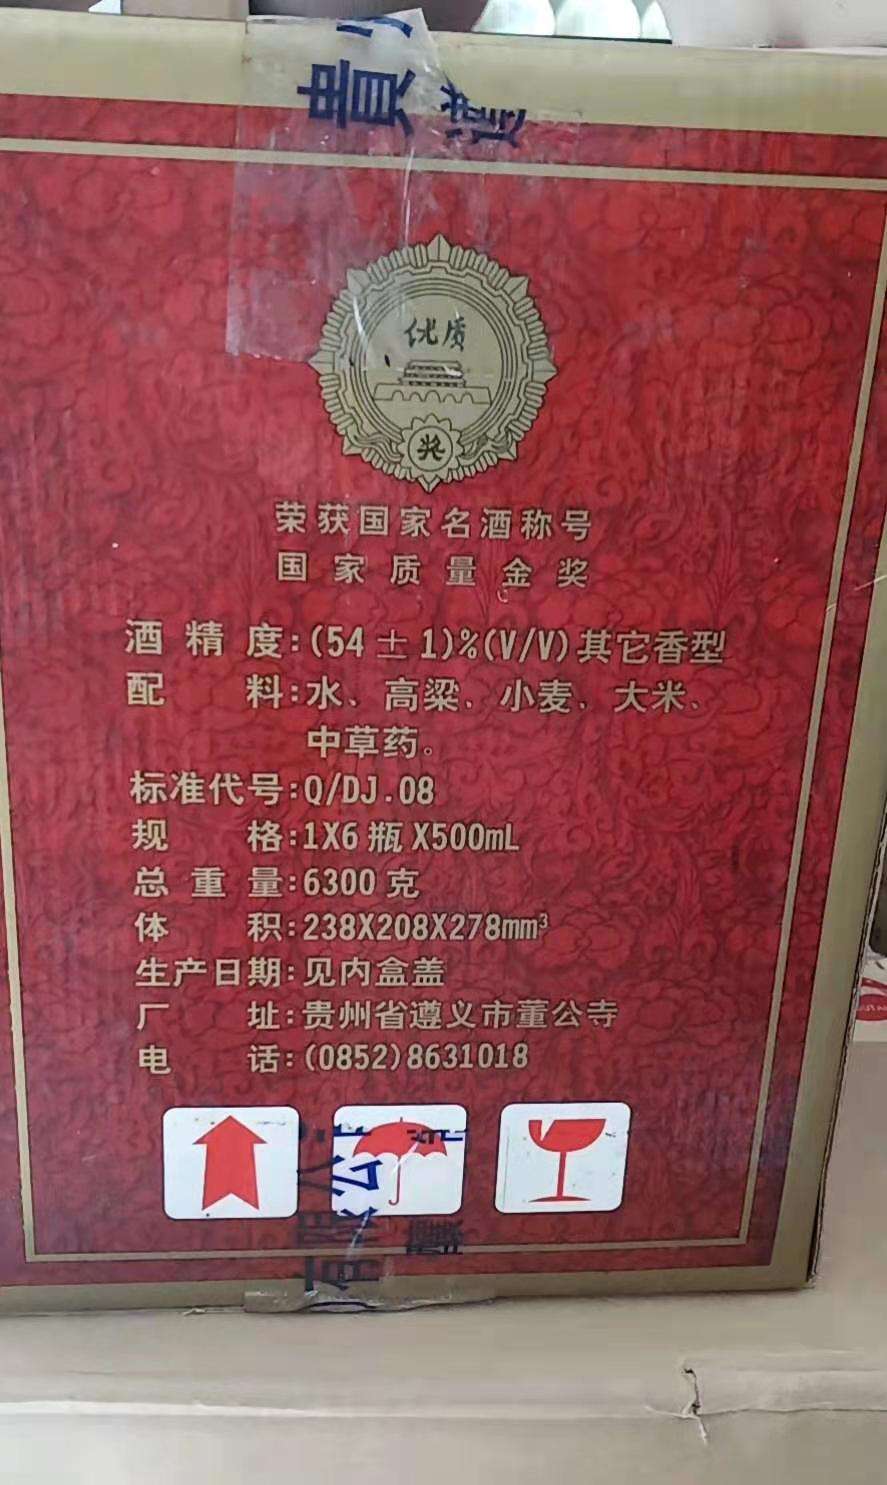 贵
优质
奖
荣获国家名酒称号
国家质量金奖
酒精度:(54±1)%(V/V)其它香型
配料:水、高粱、小麦、大米、
中草药。
标准代号:Q/DJ.08
规格:1X6瓶X500mL
总重量:6300克
体积:238X208X278mm³
生产日期:见内盒盖
厂址:贵州省遵义市董公寺
电话:(0852)8631018
有限公